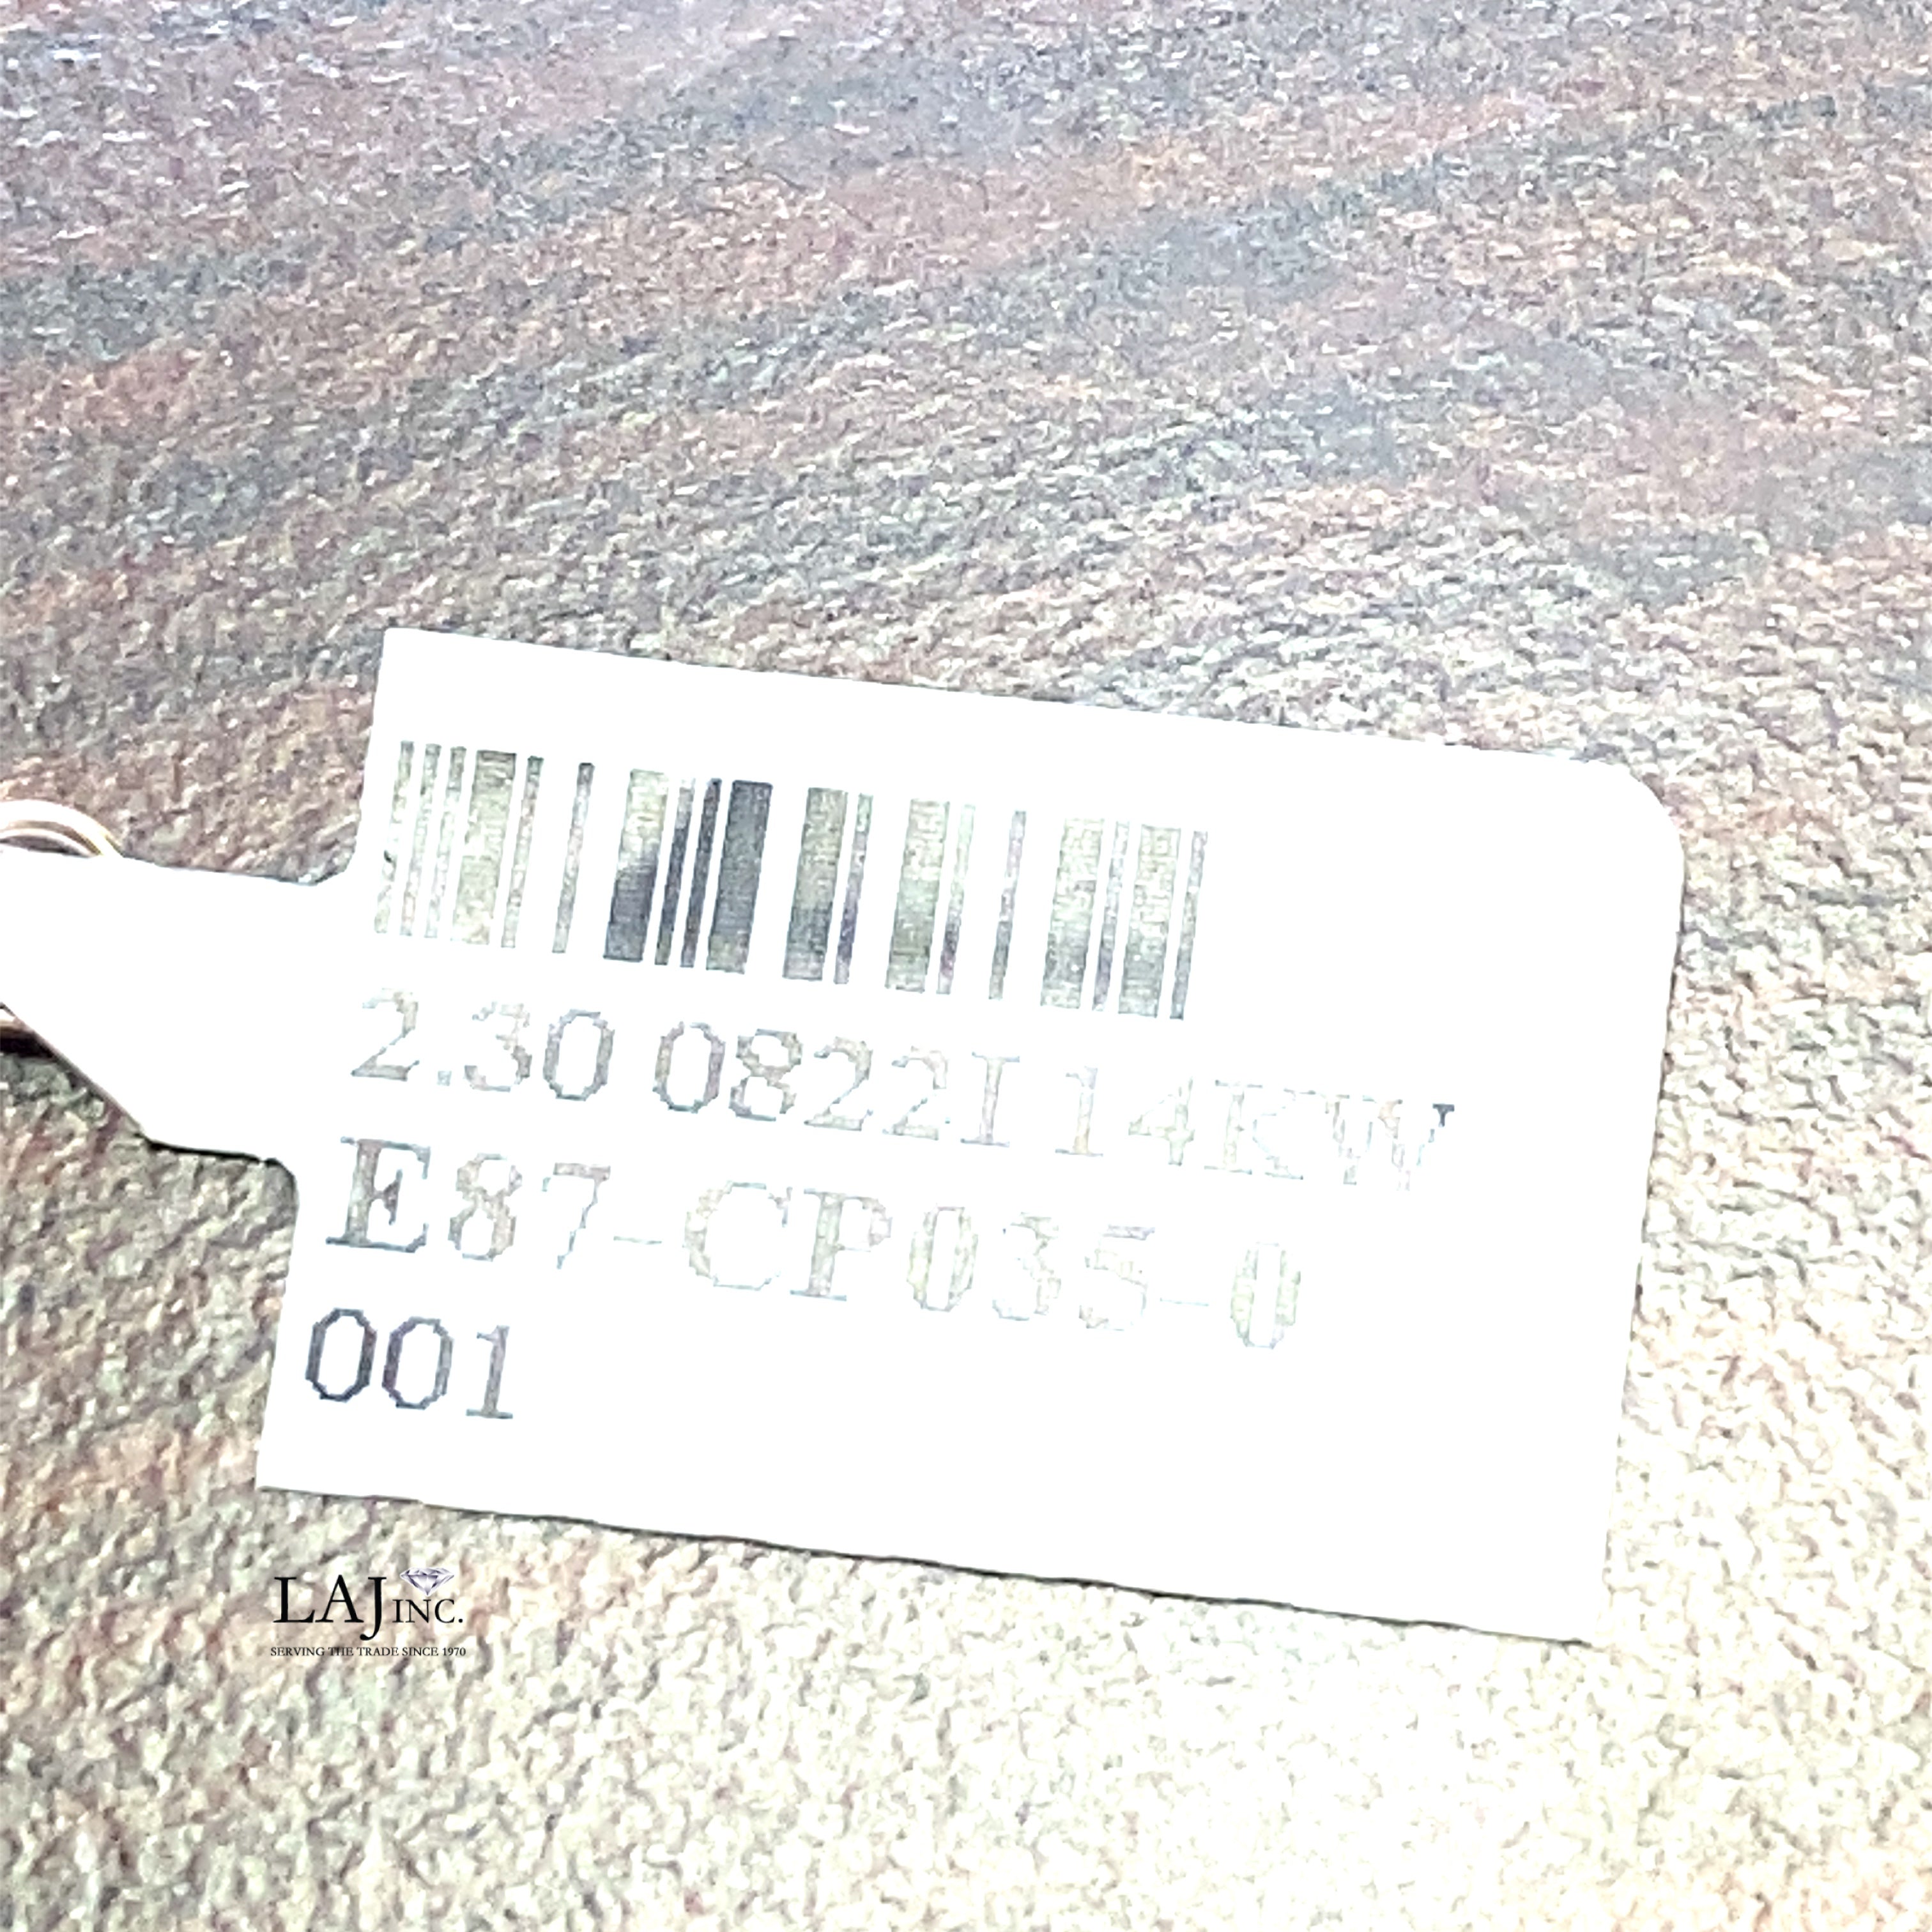 2.30 0822I 14KW
E87-CP035-0
001
LAJ INC.
SERVING THE TRADE SINCE 1970